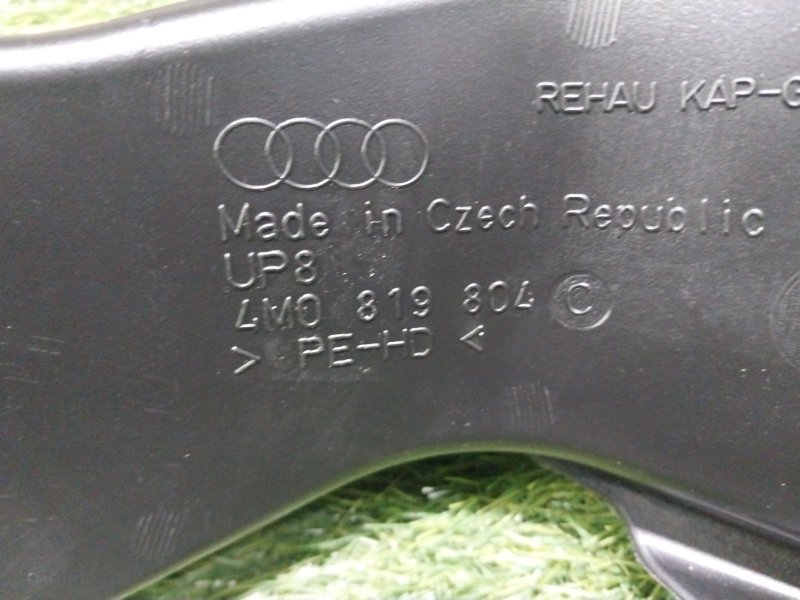 REHAU KAP-G
Made in Czech Republic
UP8
4M0 819 804 C
> PE-HD <